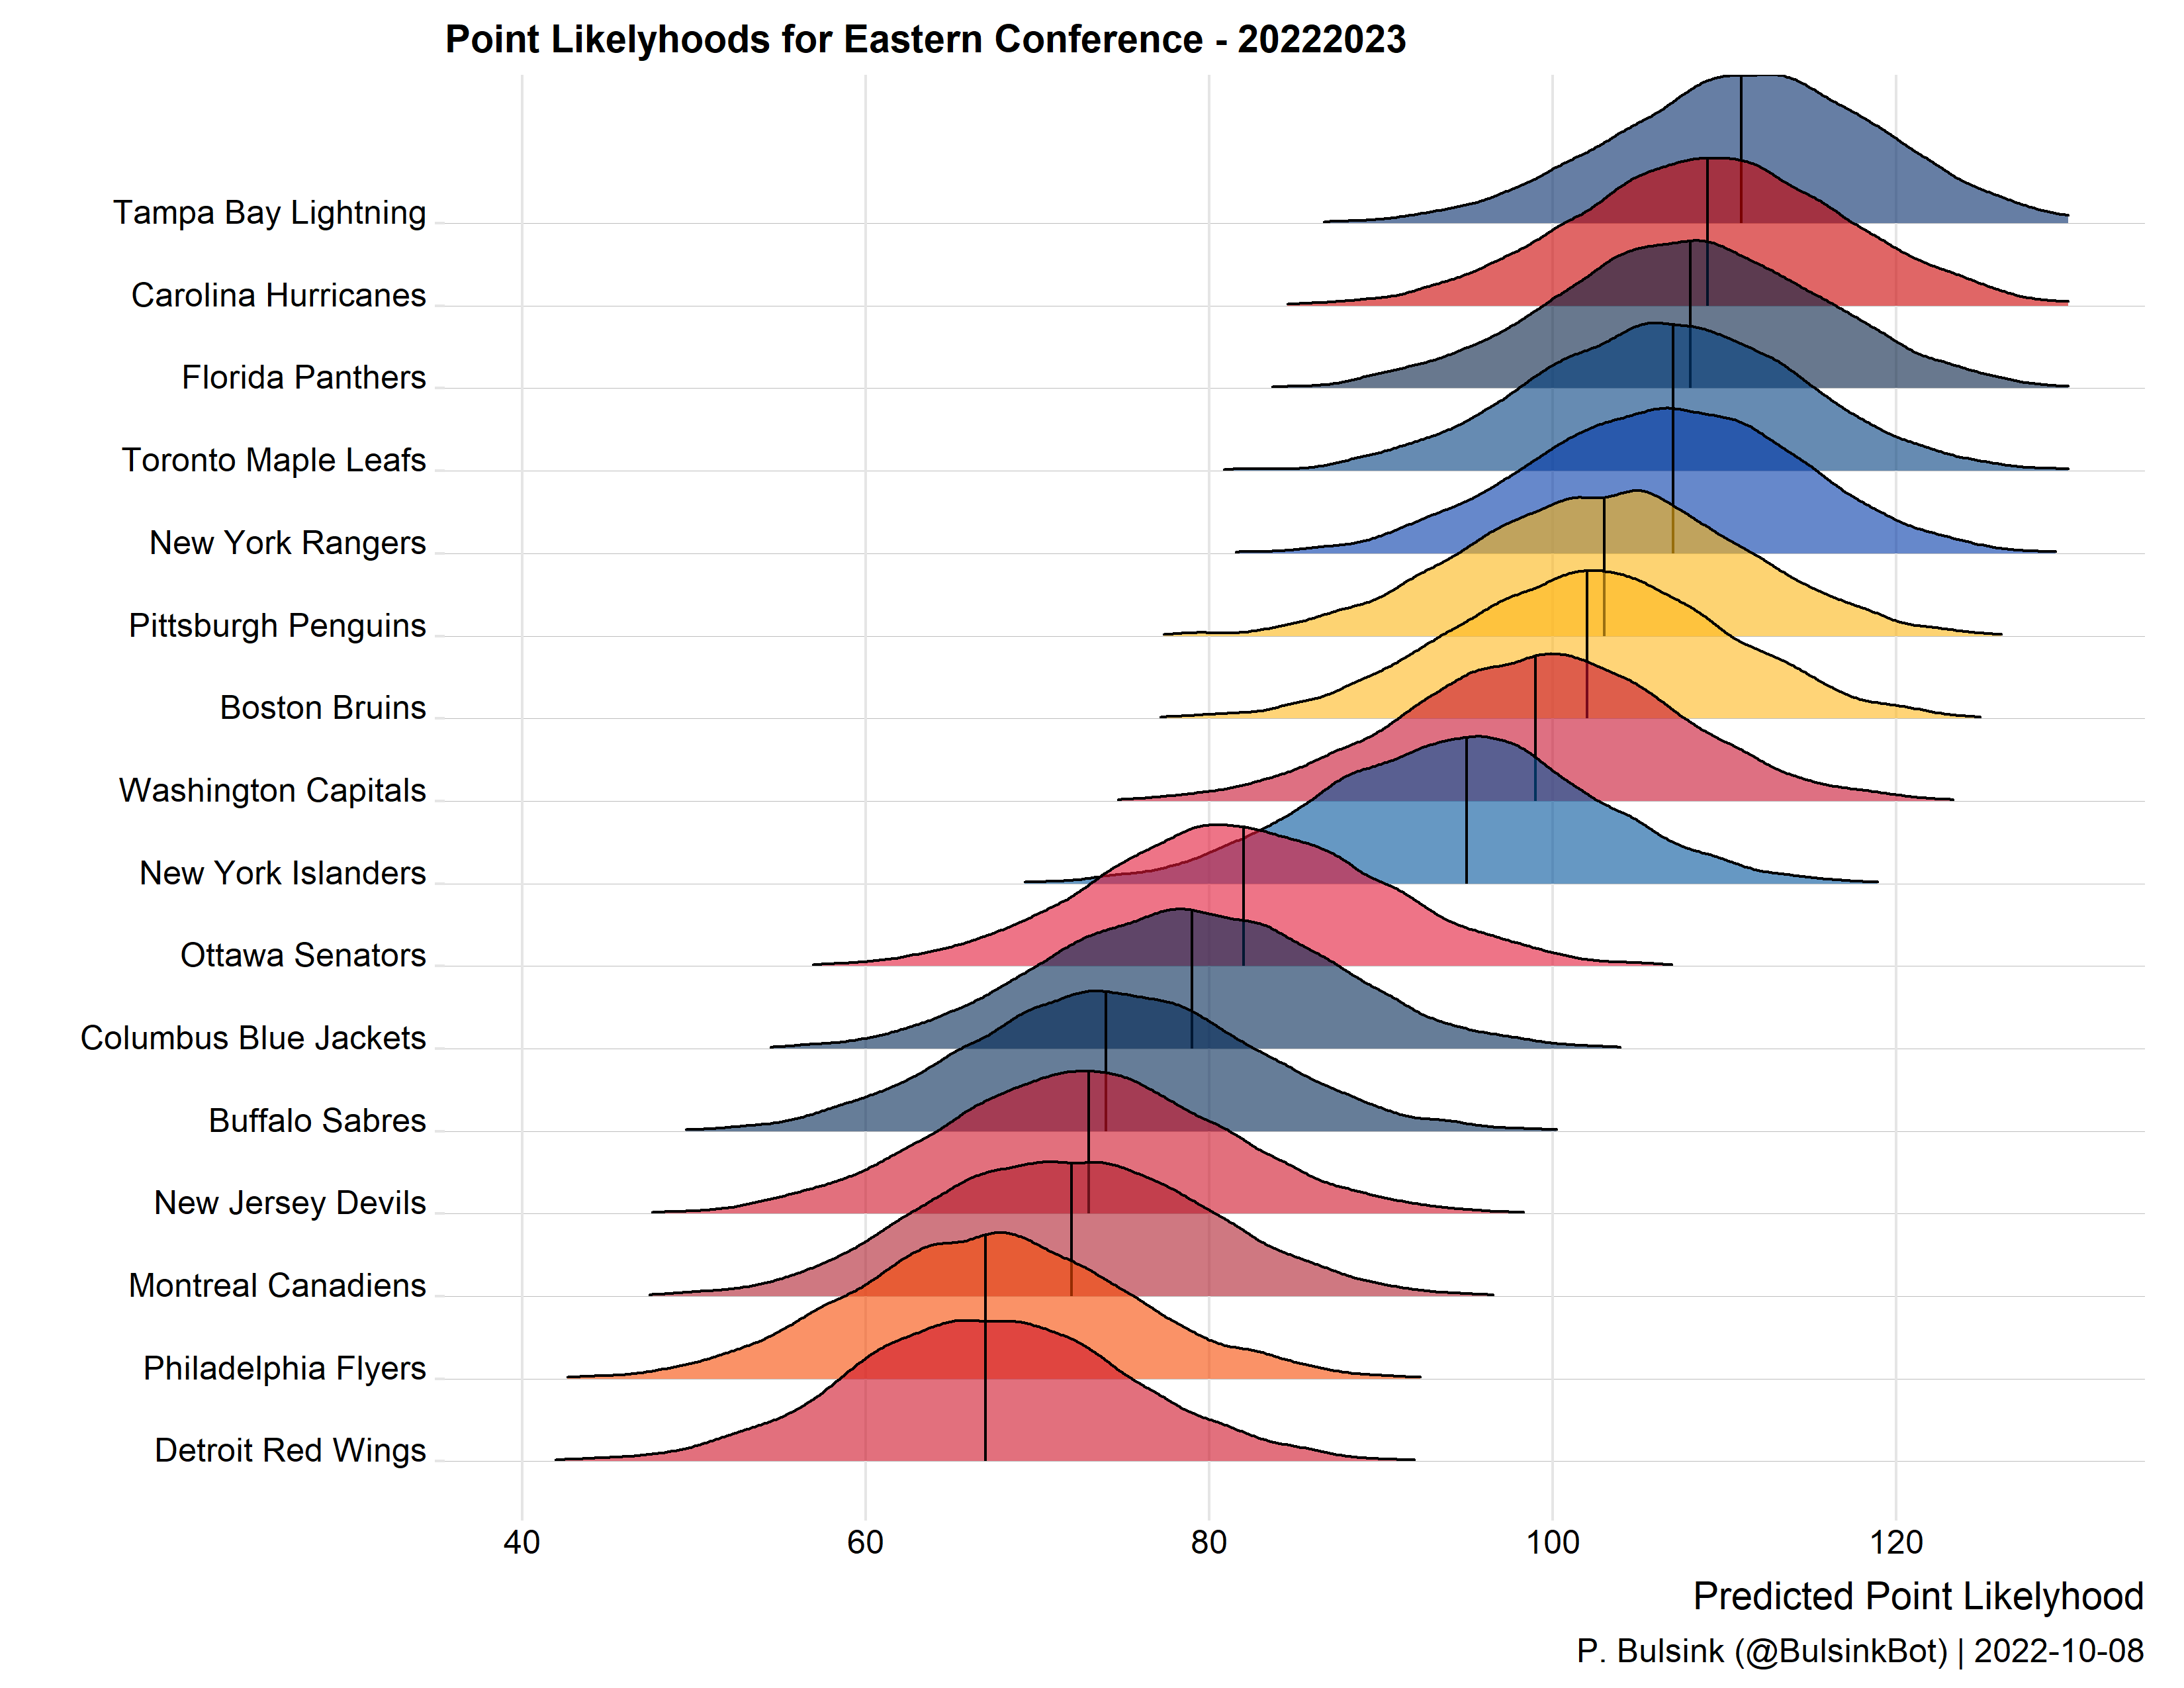 Point Likelyhoods for Eastern Conference - 20222023
Tampa Bay Lightning
Carolina Hurricanes
Florida Panthers
Toronto Maple Leafs
New York Rangers
Pittsburgh Penguins
Boston Bruins
Washington Capitals
New York Islanders
Ottawa Senators
Columbus Blue Jackets
Buffalo Sabres
New Jersey Devils
Montreal Canadiens
Philadelphia Flyers
Detroit Red Wings
40 60 80 100 120
Predicted Point Likelyhood
P. Bulsink (@BulsinkBot) | 2022-10-08